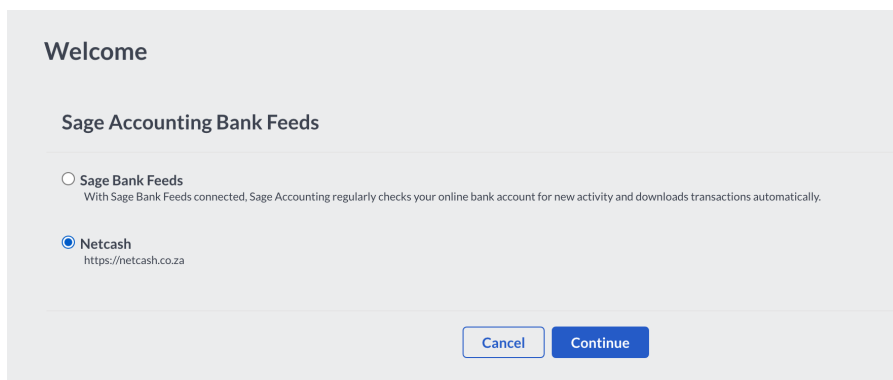 Welcome
Sage Accounting Bank Feeds
Sage Bank Feeds
With Sage Bank Feeds connected, Sage Accounting regularly checks your online bank account for new activity and downloads transactions automatically.
Netcash
https://netcash.co.za
Cancel
Continue